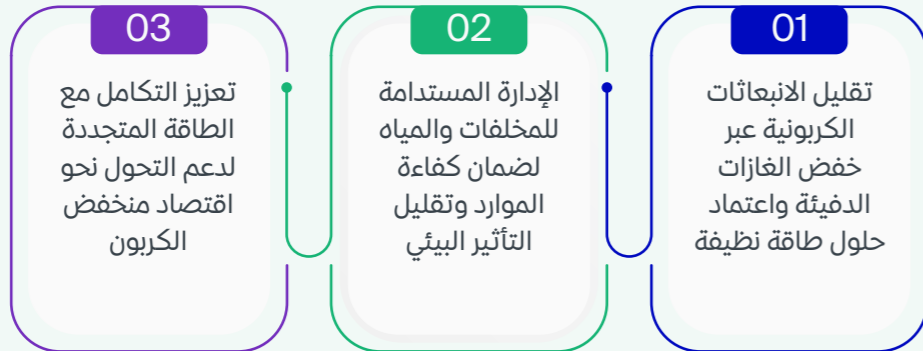 01
تقليل الانبعاثات
الكربونية عبر
خفض الغازات
الدفيئة واعتماد
حلول طاقة نظيفة
02
الإدارة المستدامة
للمخلفات والمياه
لضمان كفاءة
الموارد وتقليل
التأثير البيئي
03
تعزيز التكامل مع
الطاقة المتجددة
لدعم التحول نحو
اقتصاد منخفض
الكربون